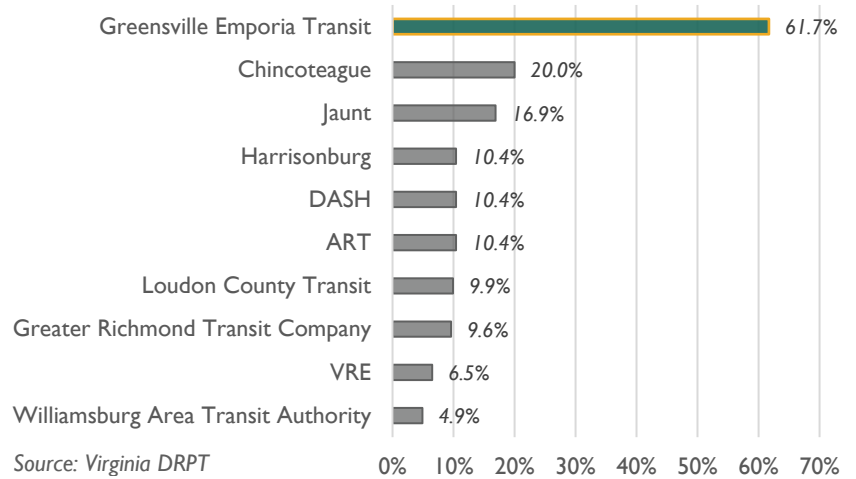 Greensville Emporia Transit 61.7%
Chincoteague 20.0%
Jaunt 16.9%
Harrisonburg 10.4%
DASH 10.4%
ART 10.4%
Loudon County Transit 9.9%
Greater Richmond Transit Company 9.6%
VRE 6.5%
Williamsburg Area Transit Authority 4.9%
Source: Virginia DRPT 0% 10% 20% 30% 40% 50% 60% 70%